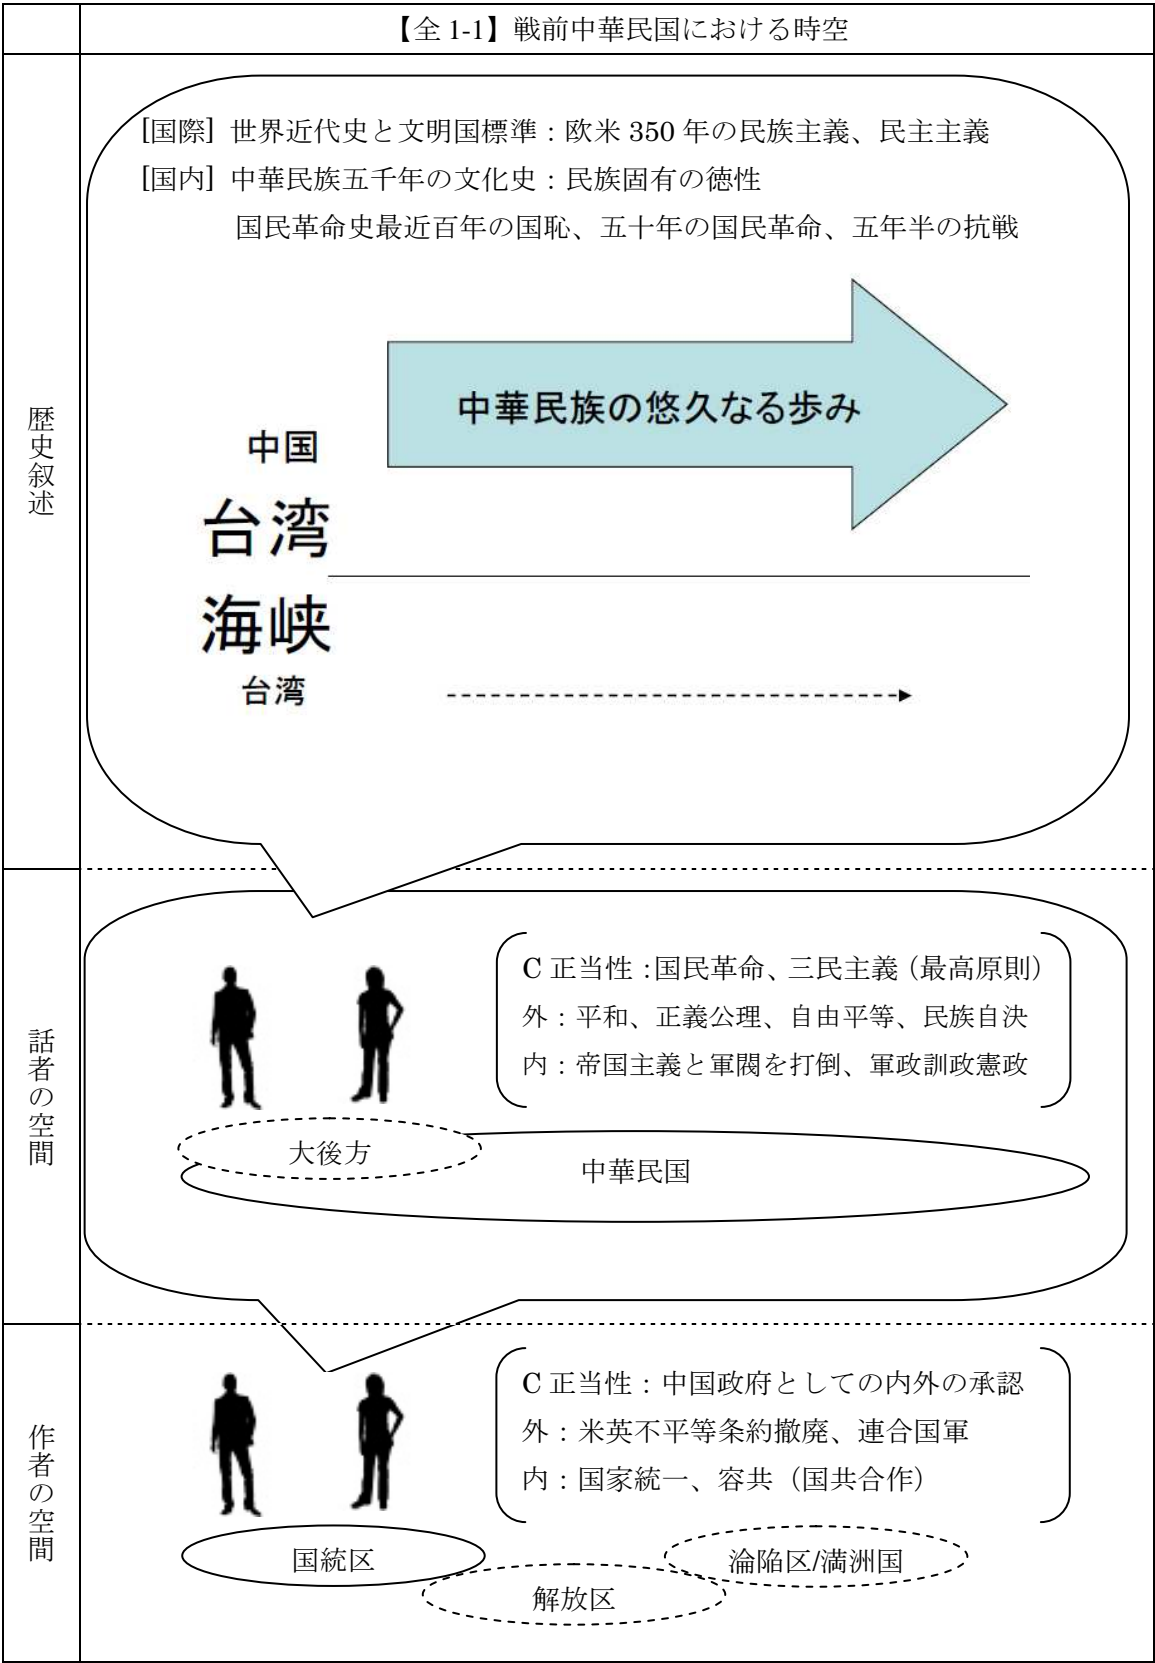 【全 1-1】戦前中華民国における時空
歴史叙述
[国際] 世界近代史と文明国標準：欧米 350 年の民族主義、民主主義
[国内] 中華民族五千年の文化史：民族固有の徳性
国民革命史最近百年の国恥、五十年の国民革命、五年半の抗戦
中華民族の悠久なる歩み
中国
台湾
海峡
台湾
話者の空間
C 正当性：国民革命、三民主義（最高原則）
外：平和、正義公理、自由平等、民族自決
内：帝国主義と軍閥を打倒、軍政訓政憲政
大後方
中華民国
作者の空間
C 正当性：中国政府としての内外の承認
外：米英不平等条約撤廃、連合国軍
内：国家統一、容共（国共合作）
国統区
淪陥区/満洲国
解放区